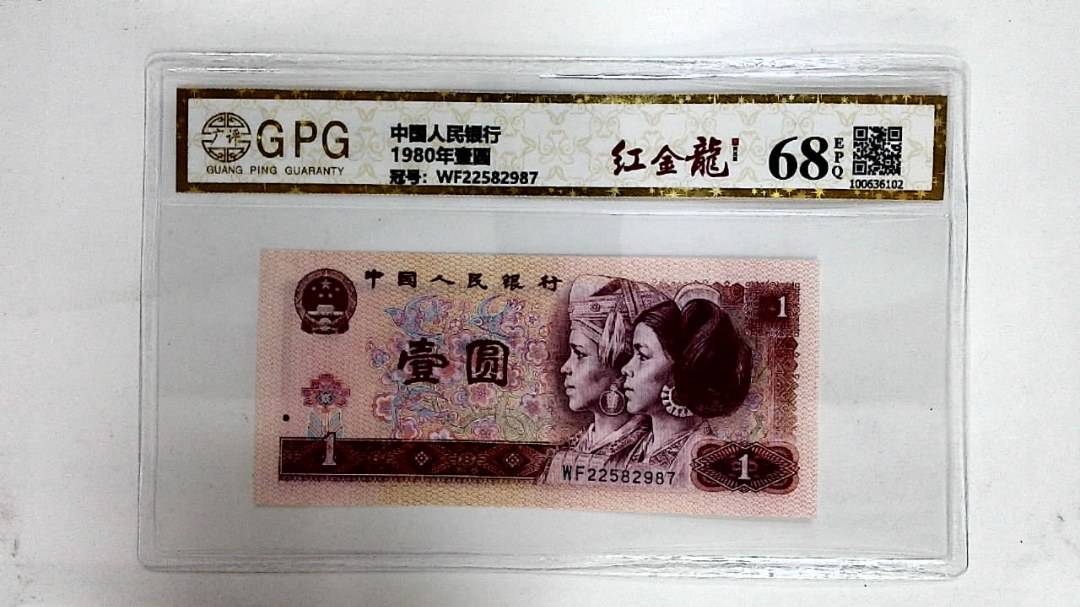 广评
GPG
GUANG PING GUARANTY
中國人民银行
1980年壹圆
冠号: WF22582987
红金龍
68
EPQ
100636102
中国人民银行
1
壹圆
1
WF22582987
1